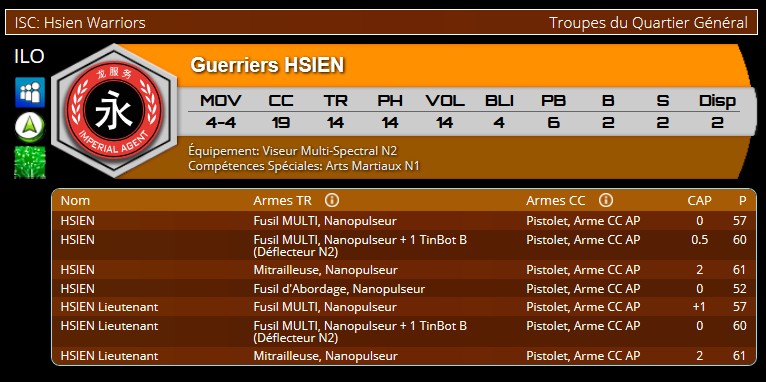 ISC: Hsien Warriors Troupes du Quartier Général
ILO
Guerriers HSIEN
龙服务
永
IMPERIAL AGENT
MOV CC TR PH VOL BLI PB B S Disp
4-4 19 14 14 14 4 6 2 2 2
Équipement: Viseur Multi-Spectral N2
Compétences Spéciales: Arts Martiaux N1
Nom Armes TR Armes CC CAP P
HSIEN Fusil MULTI, Nanopulseur Pistolet, Arme CC AP 0 57
HSIEN Fusil MULTI, Nanopulseur + 1 TinBot B Pistolet, Arme CC AP 0.5 60
(Déflecteur N2)
HSIEN Mitrailleuse, Nanopulseur Pistolet, Arme CC AP 2 61
HSIEN Fusil d'Abordage, Nanopulseur Pistolet, Arme CC AP 0 52
HSIEN Lieutenant Fusil MULTI, Nanopulseur Pistolet, Arme CC AP +1 57
HSIEN Lieutenant Fusil MULTI, Nanopulseur + 1 TinBot B Pistolet, Arme CC AP 0 60
(Déflecteur N2)
HSIEN Lieutenant Mitrailleuse, Nanopulseur Pistolet, Arme CC AP 2 61